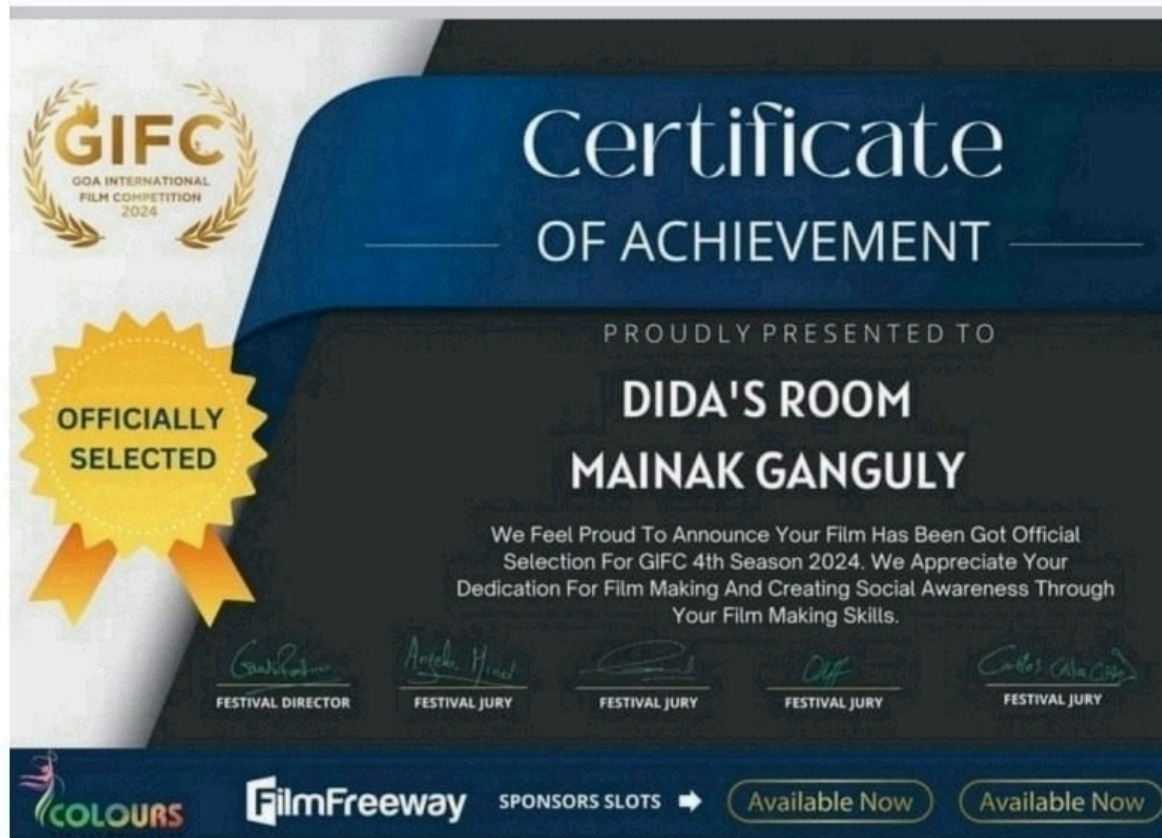 GIFC
GOA INTERNATIONAL
FILM COMPETITION
2024
Certificate
OF ACHIEVEMENT
OFFICIALLY
SELECTED
PROUDLY PRESENTED TO
DIDA'S ROOM
MAINAK GANGULY
We Feel Proud To Announce Your Film Has Been Got Official
Selection For GIFC 4th Season 2024. We Appreciate Your
Dedication For Film Making And Creating Social Awareness Through
Your Film Making Skills.
FESTIVAL DIRECTOR
FESTIVAL JURY
FESTIVAL JURY
FESTIVAL JURY
FESTIVAL JURY
COLOURS
FilmFreeway
SPONSORS SLOTS
Available Now
Available Now